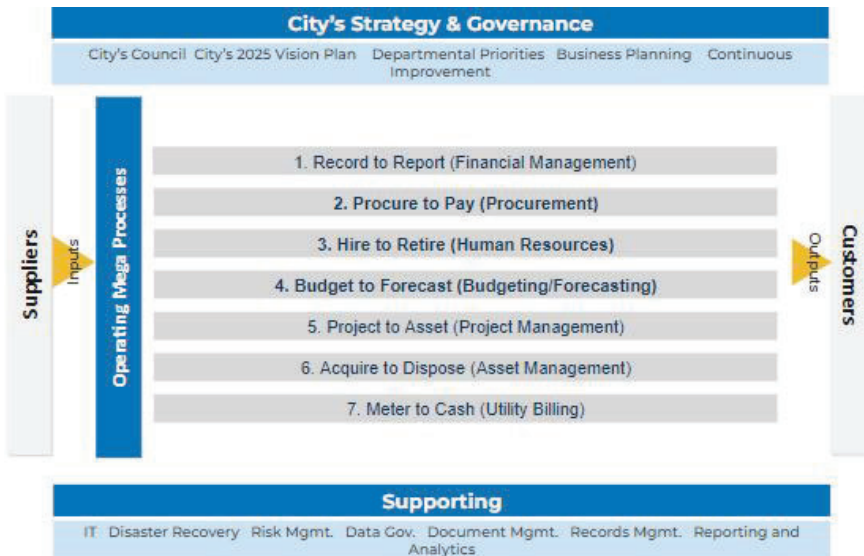 City's Strategy & Governance
City's Council City's 2025 Vision Plan Departmental Priorities Business Planning Continuous
Improvement
Suppliers
Inputs
Operating Mega Processes
1. Record to Report (Financial Management)
2. Procure to Pay (Procurement)
3. Hire to Retire (Human Resources)
4. Budget to Forecast (Budgeting/Forecasting)
5. Project to Asset (Project Management)
6. Acquire to Dispose (Asset Management)
7. Meter to Cash (Utility Billing)
Outputs
Customers
Supporting
IT Disaster Recovery Risk Mgmt. Data Gov. Document Mgmt. Records Mgmt. Reporting and
Analytics